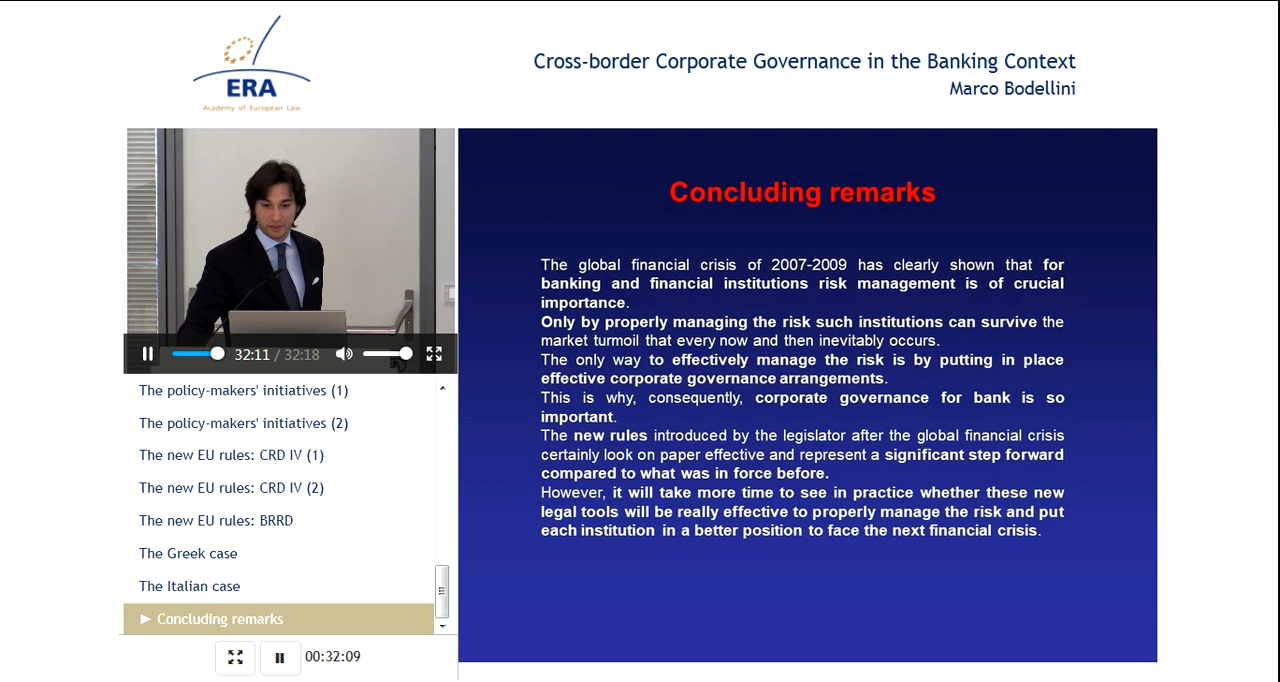 ERA
Academy of European Law
Cross-border Corporate Governance in the Banking Context
Marco Bodellini
32:11 / 32:18
The policy-makers' initiatives (1)
The policy-makers' initiatives (2)
The new EU rules: CRD IV (1)
The new EU rules: CRD IV (2)
The new EU rules: BRRD
The Greek case
The Italian case
► Concluding remarks
00:32:09
Concluding remarks
The global financial crisis of 2007-2009 has clearly shown that for
banking and financial institutions risk management is of crucial
importance.
Only by properly managing the risk such institutions can survive the
market turmoil that every now and then inevitably occurs.
The only way to effectively manage the risk is by putting in place
effective corporate governance arrangements.
This is why, consequently, corporate governance for bank is so
important.
The new rules introduced by the legislator after the global financial crisis
certainly look on paper effective and represent a significant step forward
compared to what was in force before.
However, it will take more time to see in practice whether these new
legal tools will be really effective to properly manage the risk and put
each institution in a better position to face the next financial crisis.